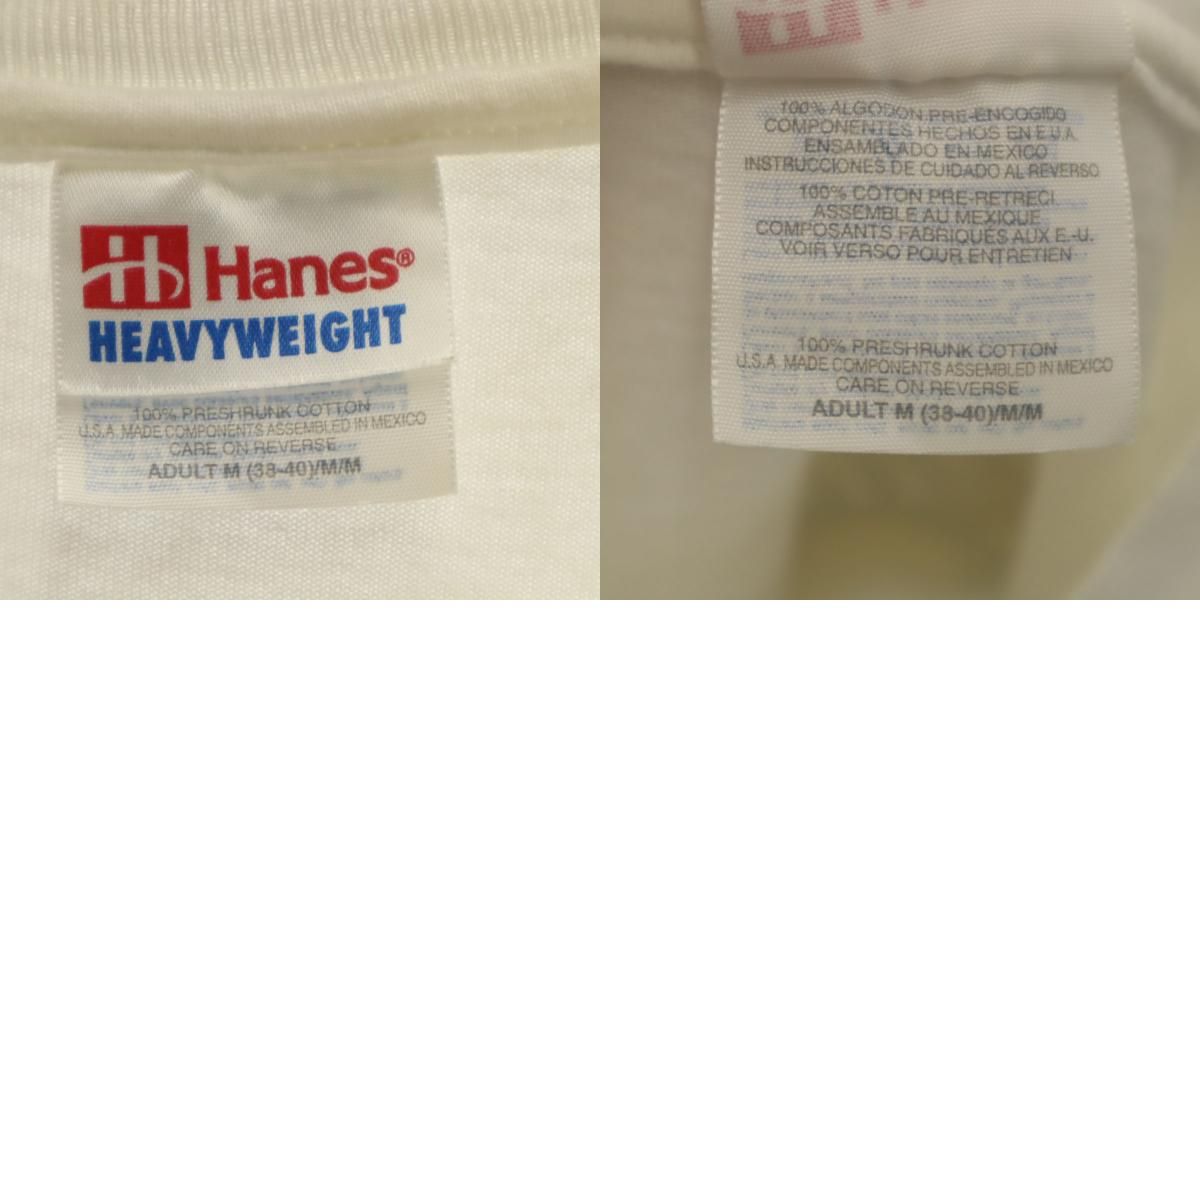 Hanes®
HEAVYWEIGHT
100% PRESHRUNK COTTON
U.S.A. MADE COMPONENTS ASSEMBLED IN MEXICO
CARE ON REVERSE
ADULT M (38-40)/M/M
100% ALGODON PRE-ENCOGIDO
COMPONENTES HECHOS EN E.U.A.
ENSAMBLADO EN MEXICO
INSTRUCCIONES DE CUIDADO AL REVERSO
100% COTON PRE-RETRECI.
ASSEMBLE AU MEXIQUE
COMPOSANTS FABRIQUÉS AUX E.-U.
VOIR VERSO POUR ENTRETIEN
100% PRESHRUNK COTTON
U.S.A. MADE COMPONENTS ASSEMBLED IN MEXICO
CARE ON REVERSE
ADULT M (38-40)/M/M